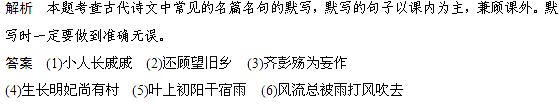 解析　本题考查古代诗文中常见的名篇名句的默写，默写的句子以课内为主，兼顾课外。默
写时一定要做到准确无误。
答案　(1)小人长戚戚　(2)还顾望旧乡　(3)齐彭殇为妄作
(4)生长明妃尚有村　(5)叶上初阳干宿雨　(6)风流总被雨打风吹去